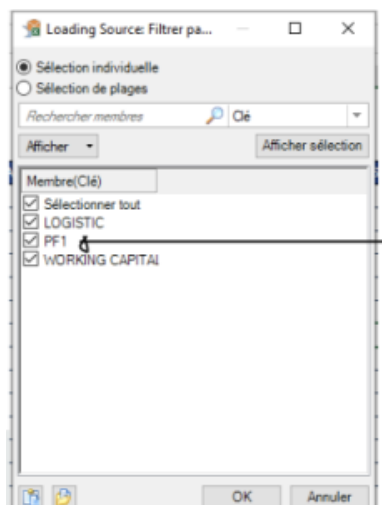 Loading Source: Filtrer pa...
Sélection individuelle
Sélection de plages
Rechercher membres
Clé
Afficher
Afficher sélection
Membre(Clé)
Sélectionner tout
LOGISTIC
PF1
WORKING CAPITAL
OK
Annuler